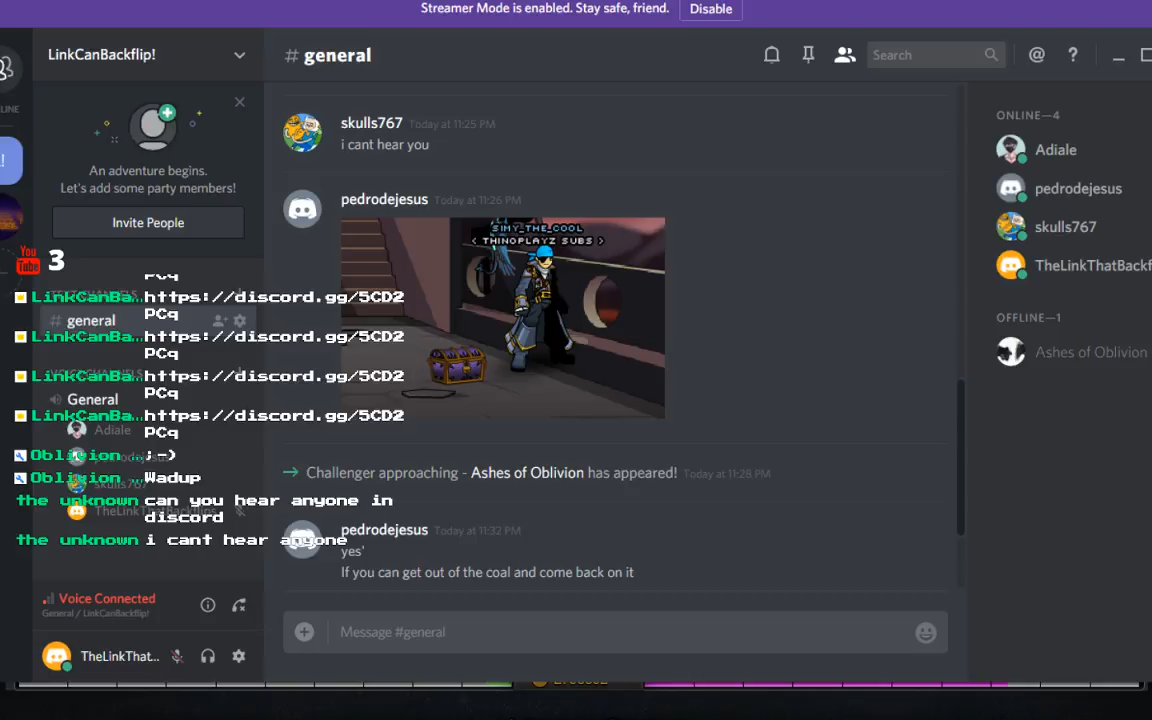 Streamer Mode is enabled. Stay safe, friend. Disable
LinkCanBackflip!
# general
Search
@ ?
LINE
An adventure begins.
Let's add some party members!
Invite People
You
Tube 3
PCq
LinkCanBa… https://discord.gg/5CD2
PCq
# general
LinkCanBa… https://discord.gg/5CD2
PCq
LinkCanBa… https://discord.gg/5CD2
PCq
General
LinkCanBa… https://discord.gg/5CD2
PCq
Adiale
Oblivion …;-)
Oblivion …Wadup
skulls767
the unknown can you hear anyone in
discord
TheLinkThatBackflips
the unknown i cant hear anyone
Voice Connected
General / LinkCanBackflip!
TheLinkThat...
skulls767 Today at 11:25 PM
i cant hear you
pedrodejesus Today at 11:26 PM
SIMY_THE_COOL
< THINOPLAYZ SUBS >
Challenger approaching - Ashes of Oblivion has appeared! Today at 11:28 PM
pedrodejesus Today at 11:32 PM
yes'
If you can get out of the coal and come back on it
Message #general
ONLINE—4
Adiale
pedrodejesus
skulls767
TheLinkThatBackf
OFFLINE—1
Ashes of Oblivion